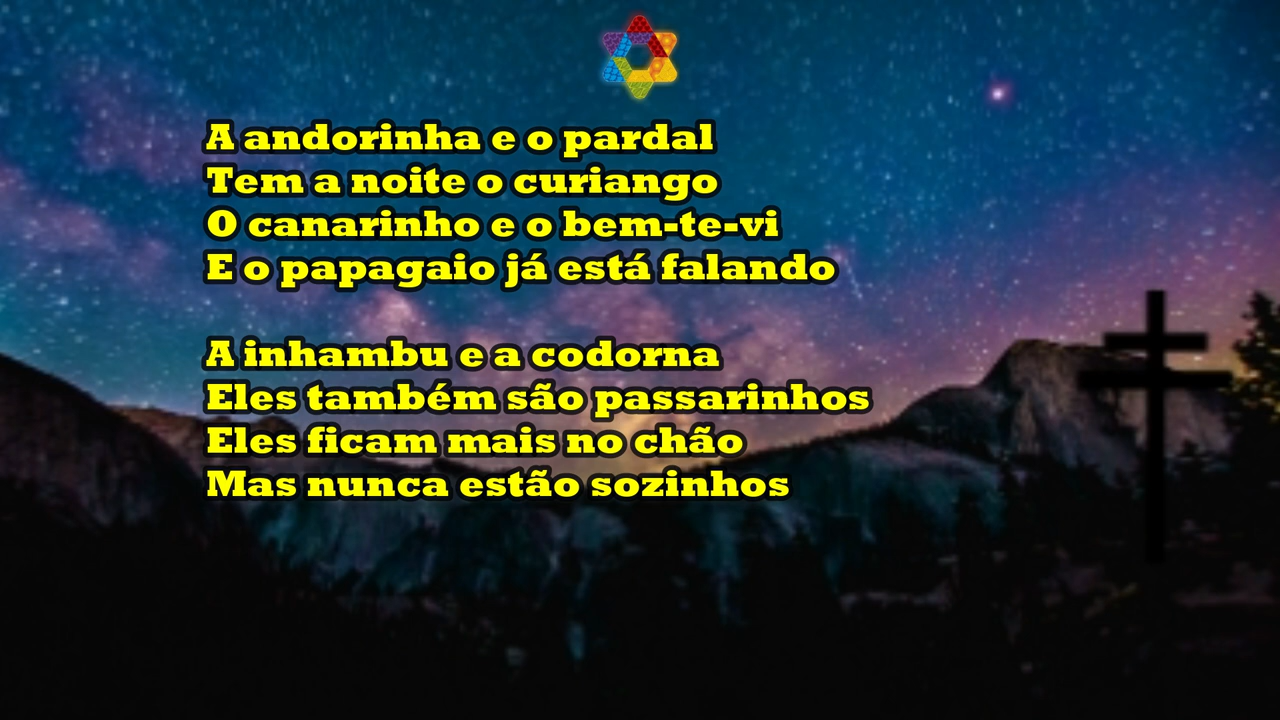 A andorinha e o pardal
Tem a noite o curiango
O canarinho e o bem-te-vi
E o papagaio já está falando
A inhambu e a codorna
Eles também são passarinhos
Eles ficam mais no chão
Mas nunca estão sozinhos